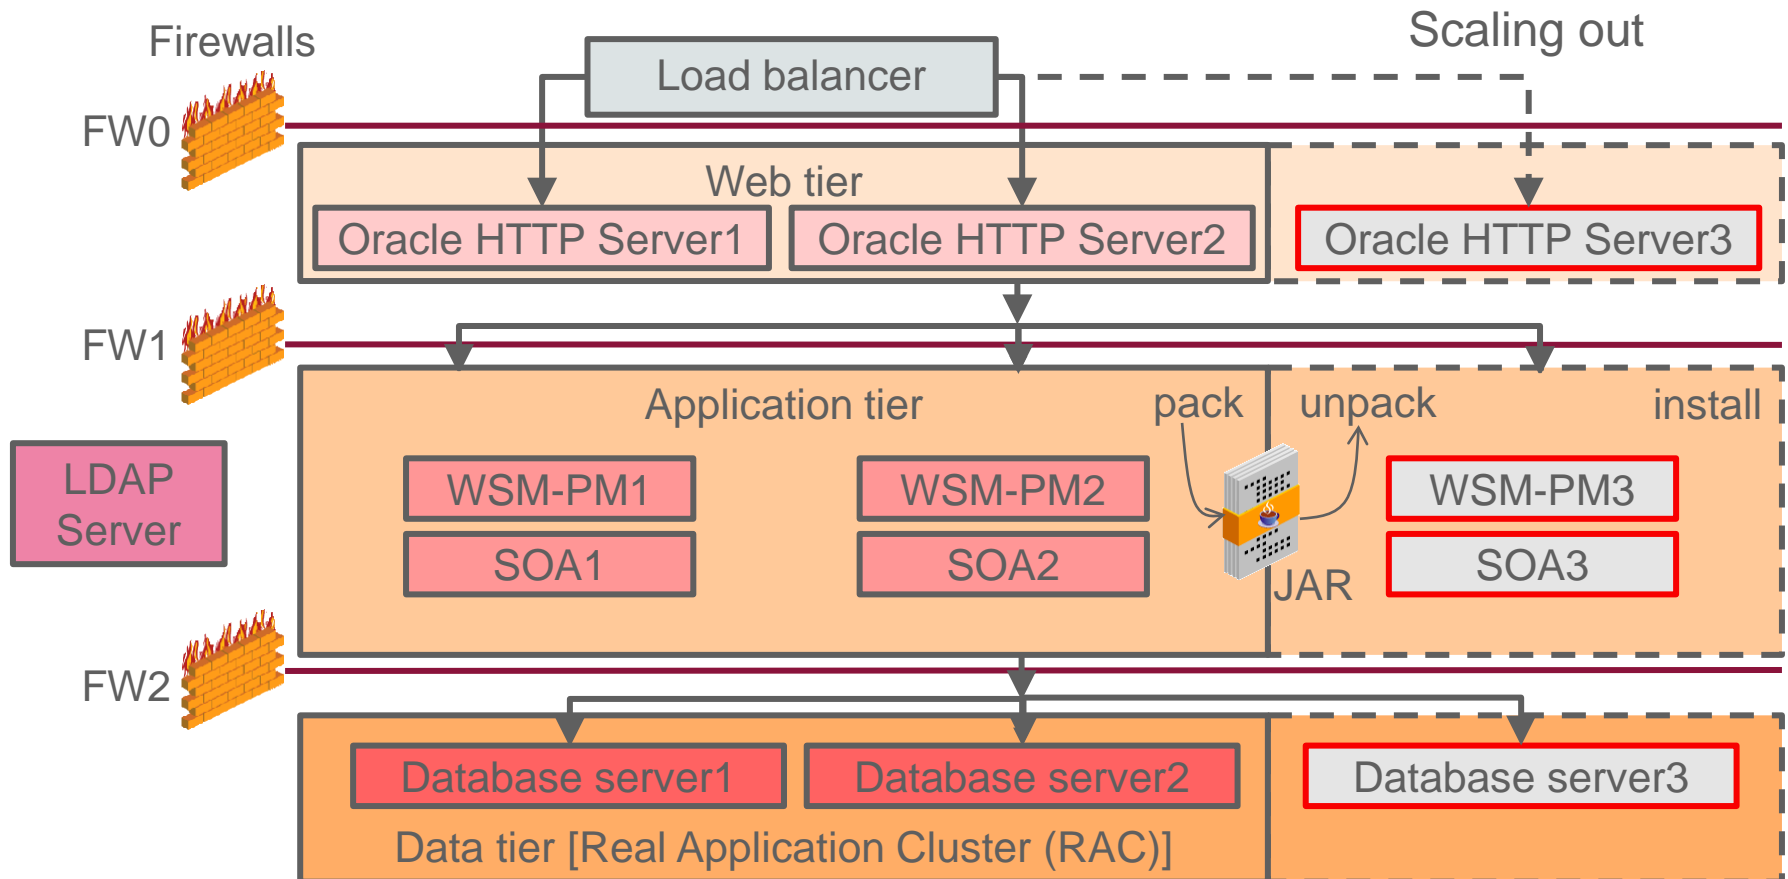 Firewalls
Load balancer
Scaling out
FW0
Web tier
Oracle HTTP Server1
Oracle HTTP Server2
Oracle HTTP Server3
FW1
Application tier
pack
unpack
install
LDAP
Server
WSM-PM1
WSM-PM2
WSM-PM3
SOA1
SOA2
SOA3
JAR
FW2
Database server1
Database server2
Database server3
Data tier [Real Application Cluster (RAC)]